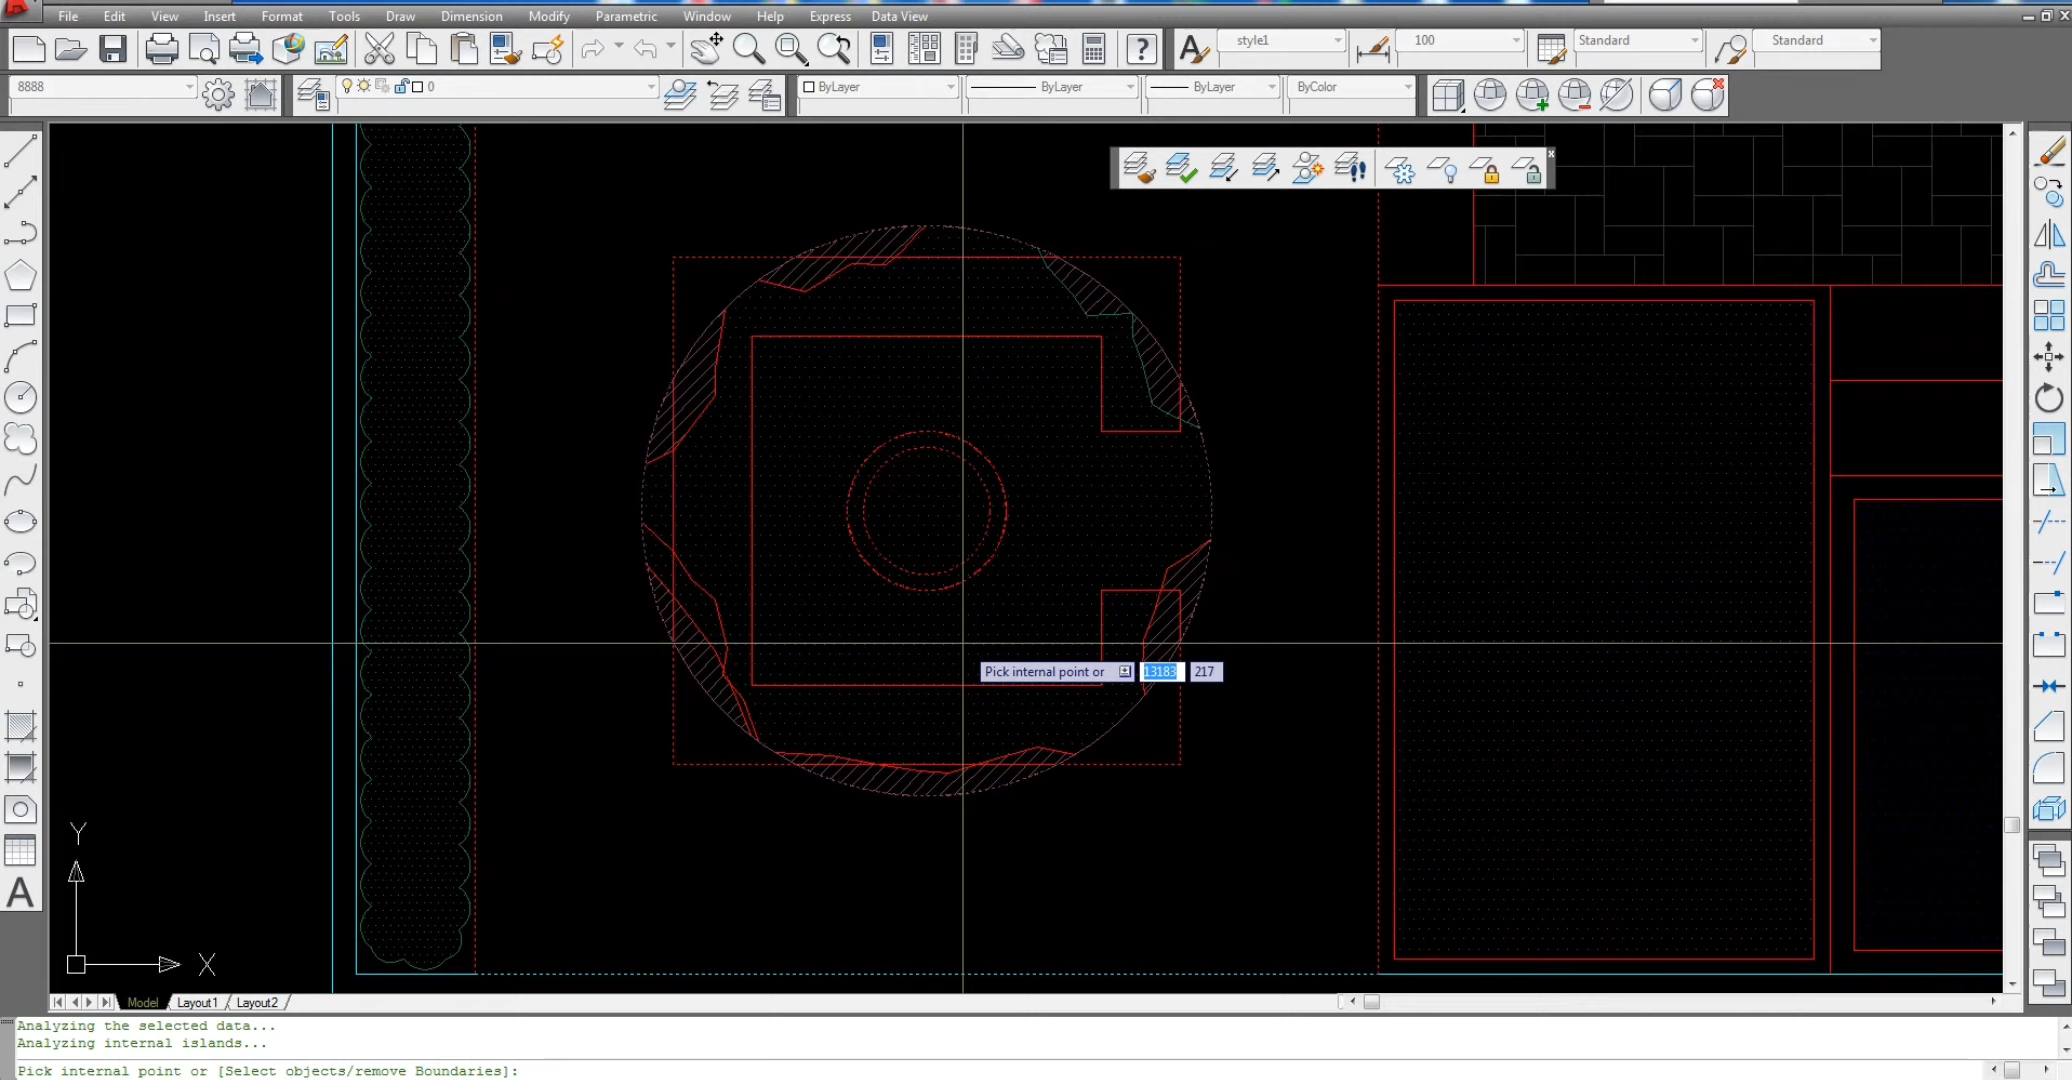 File Edit View Insert Format Tools Draw Dimension Modify Parametric Window Help Express Data View
style1 100 Standard Standard
8888 0 ByLayer ByLayer ByLayer ByColor
Pick internal point or 13183 217
Y
X
A
Model Layout1 Layout2
Analyzing the selected data...
Analyzing internal islands...
Pick internal point or [Select objects/remove Boundaries]: